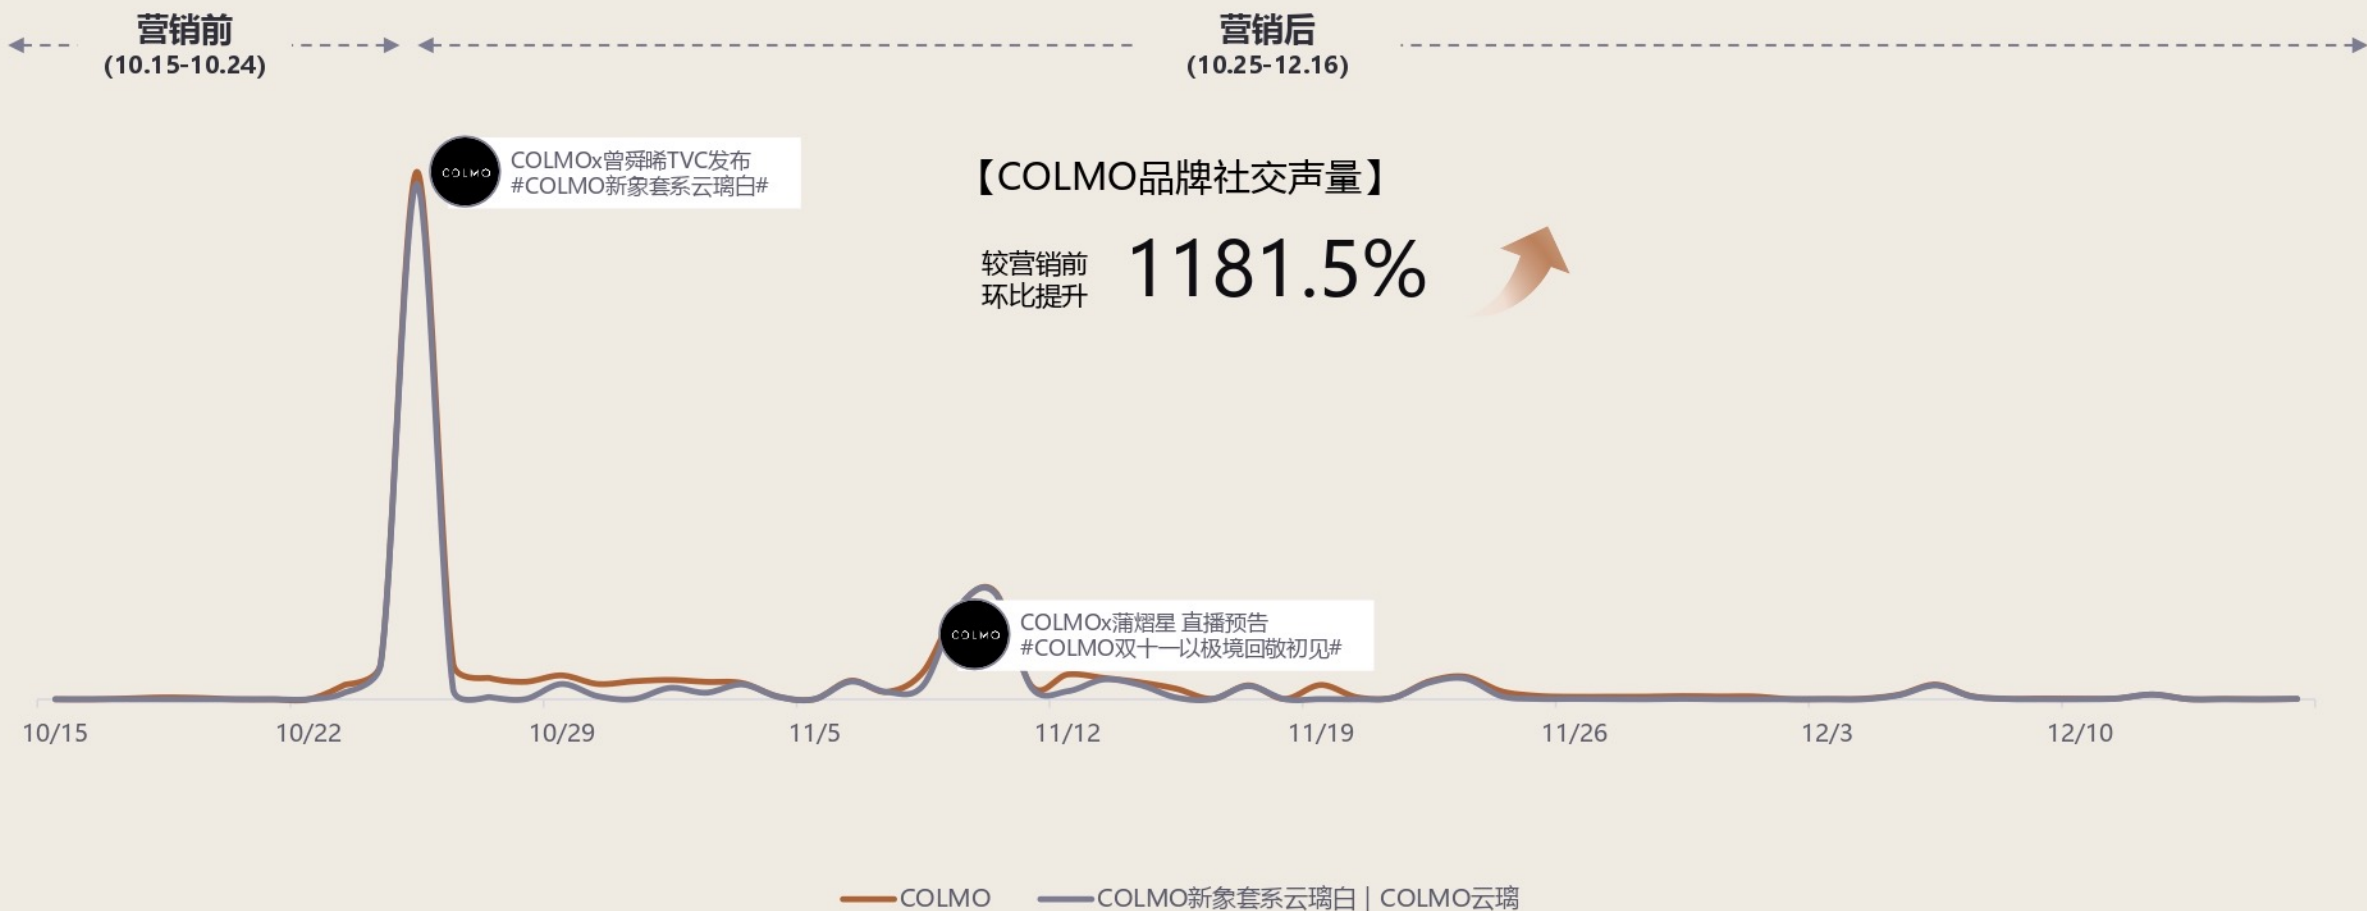 营销前
(10.15-10.24)
营销后
(10.25-12.16)
COLMO
COLMOx曾舜晞TVC发布
#COLMO新象套系云璃白#
【COLMO品牌社交声量】
较营销前
环比提升
1181.5%
COLMO
COLMOx蒲熠星 直播预告
#COLMO双十一以极境回敬初见#
10/15 10/22 10/29 11/5 11/12 11/19 11/26 12/3 12/10
COLMO COLMO新象套系云璃白 | COLMO云璃